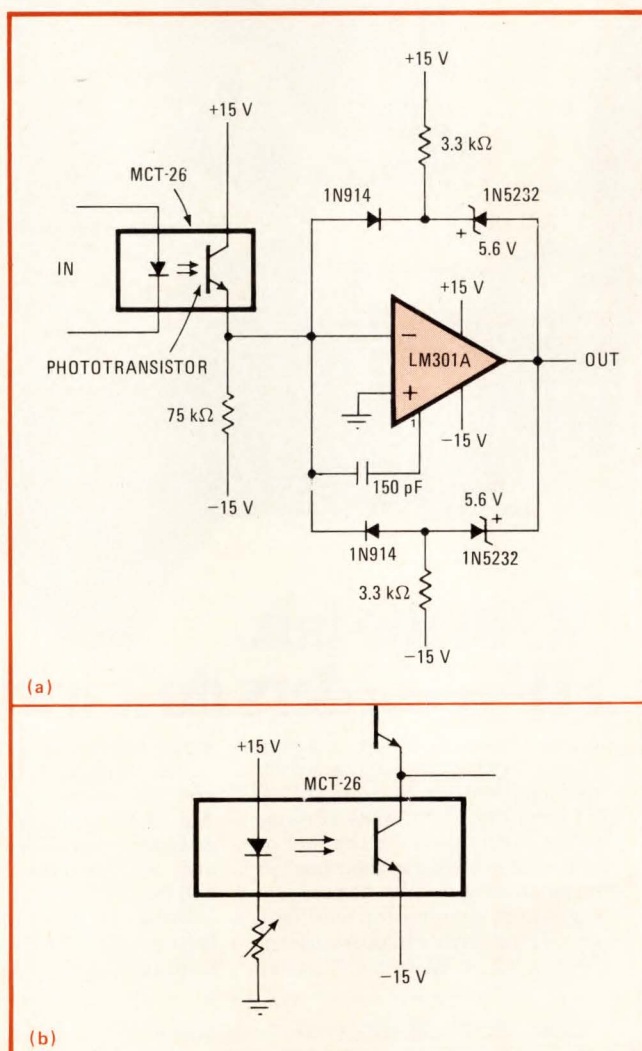 +15 V
+15 V
3.3 kΩ
MCT-26
1N914
1N5232
+
5.6 V
IN
+15 V
−
LM301A
OUT
PHOTOTRANSISTOR
+
75 kΩ
1
−15 V
−15 V
150 pF
5.6 V
+
1N914
1N5232
3.3 kΩ
−15 V
(a)
+15 V
MCT-26
−15 V
(b)